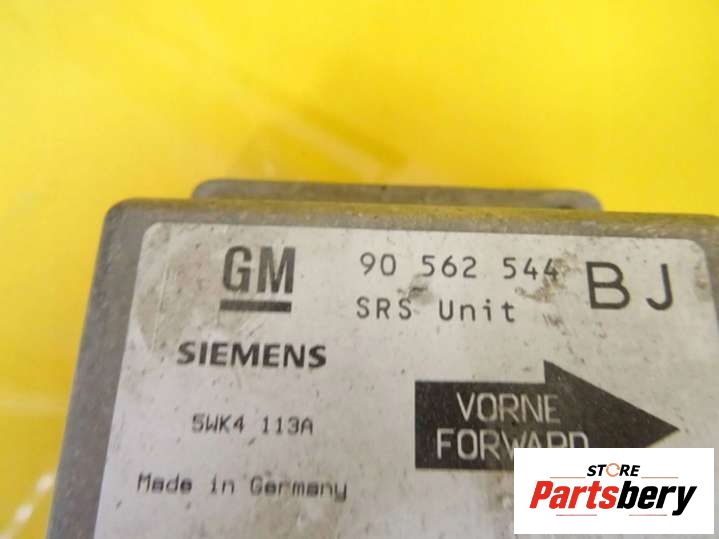 GM 90 562 544 BJ
SRS Unit
SIEMENS
5WK4 113A
VORNE
FORWARD
Made in Germany
STORE
Partsbery